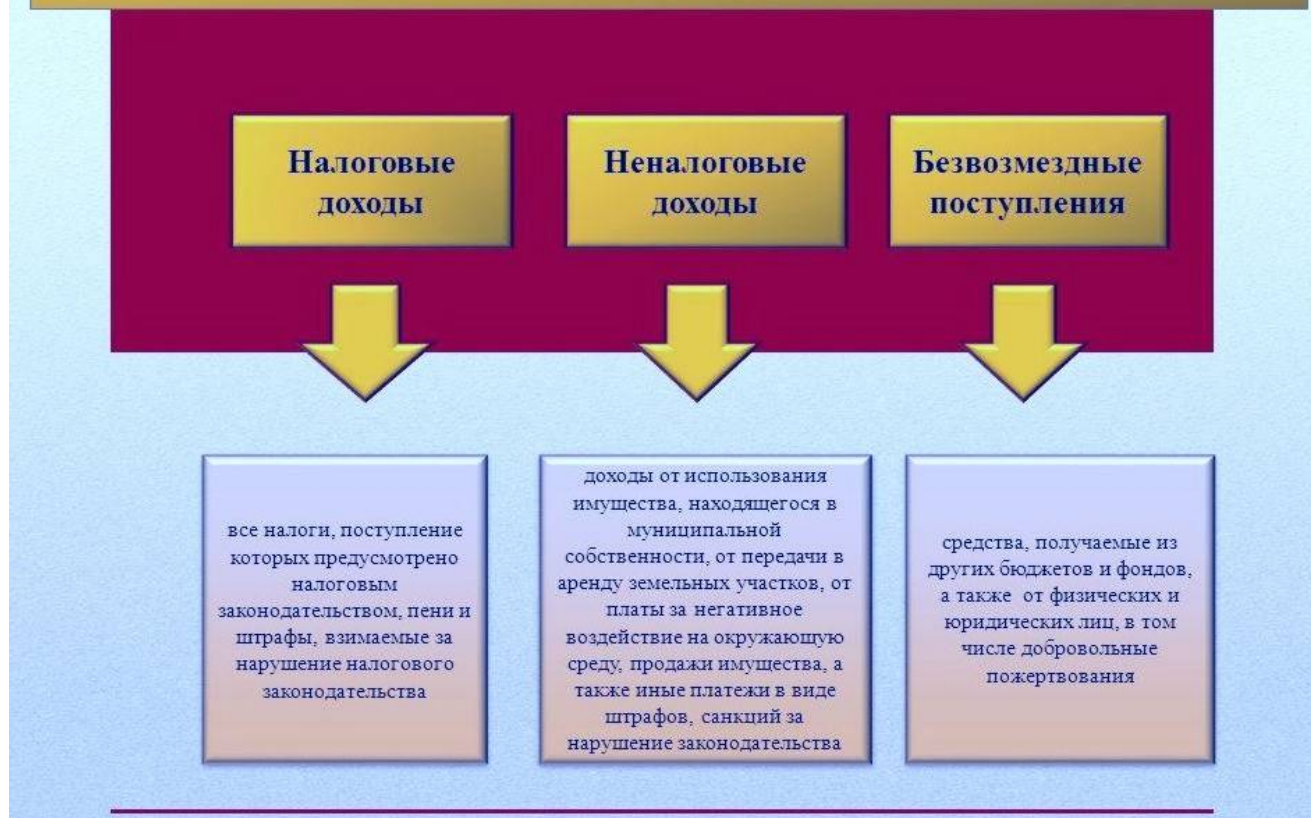 Налоговые
доходы
Неналоговые
доходы
Безвозмездные
поступления
все налоги, поступление
которых предусмотрено
налоговым
законодательством, пени и
штрафы, взимаемые за
нарушение налогового
законодательства
доходы от использования
имущества, находящегося в
муниципальной
собственности, от передачи в
аренду земельных участков, от
платы за негативное
воздействие на окружающую
среду, продажи имущества, а
также иные платежи в виде
штрафов, санкций за
нарушение законодательства
средства, получаемые из
других бюджетов и фондов,
а также от физических и
юридических лиц, в том
числе добровольные
пожертвования